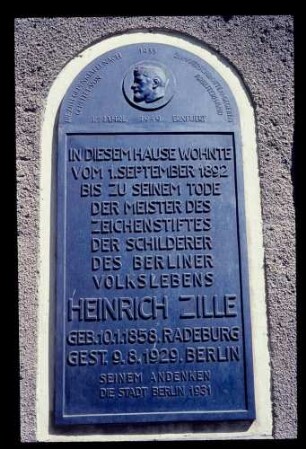 IN DIESEM HAUSE WOHNTE
VOM 1. SEPTEMBER 1892
BIS ZU SEINEM TODE
DER MEISTER DES
ZEICHENSTIFTES
DER SCHILDERER
DES BERLINER
VOLKSLEBENS
HEINRICH ZILLE
GEB. 10.1.1858. RADEBURG
GEST. 9.8.1929. BERLIN
SEINEM ANDENKEN
DIE STADT BERLIN 1931